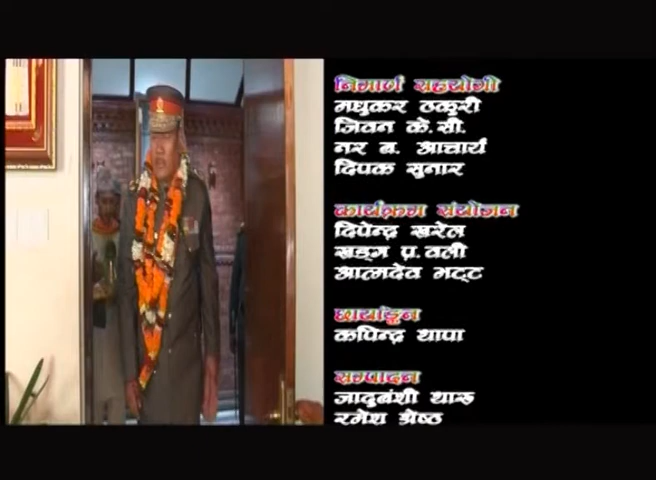 निमार्ण सहयोगी
मधुकर ठकुरी
जिवन के.सी.
नर ब. आचार्य
दिपक सुनार
कार्यक्रम संयोजन
दिपेन्द्र खरेल
खड्ग प्र. वली
आत्मदेव भट्ट
छायांङ्कन
कपिन्द्र थापा
सम्पादन
जादुबंशी थारु
रमेश श्रेष्ठ